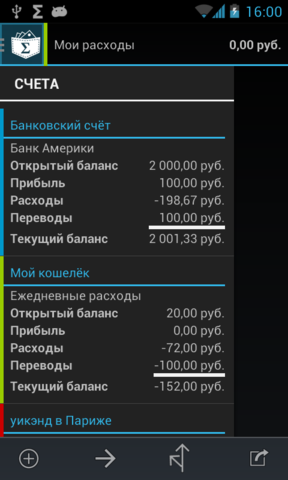 16:00
Мои расходы 0,00 руб.
СЧЕТА
Банковский счёт
Банк Америки
Открытый баланс 2 000,00 руб.
Прибыль 100,00 руб.
Расходы -198,67 руб.
Переводы 100,00 руб.
Текущий баланс 2 001,33 руб.
Мой кошелёк
Ежедневные расходы
Открытый баланс 20,00 руб.
Прибыль 0,00 руб.
Расходы -72,00 руб.
Переводы -100,00 руб.
Текущий баланс -152,00 руб.
уикэнд в Париже